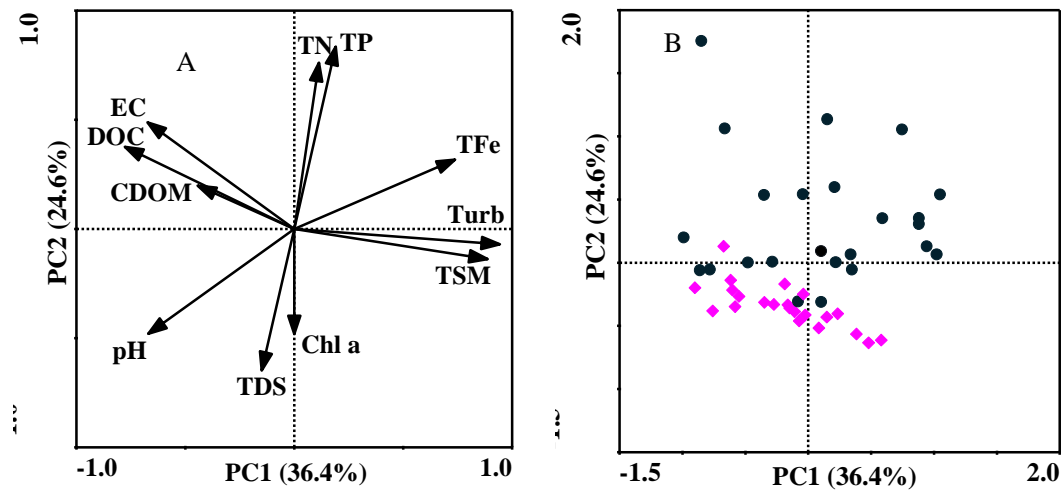 1.0
A
TN
TP
EC
DOC
CDOM
TFe
Turb
TSM
pH
TDS
Chl a
PC2 (24.6%)
-1.0
PC1 (36.4%)
1.0
2.0
B
PC2 (24.6%)
-1.5
PC1 (36.4%)
2.0